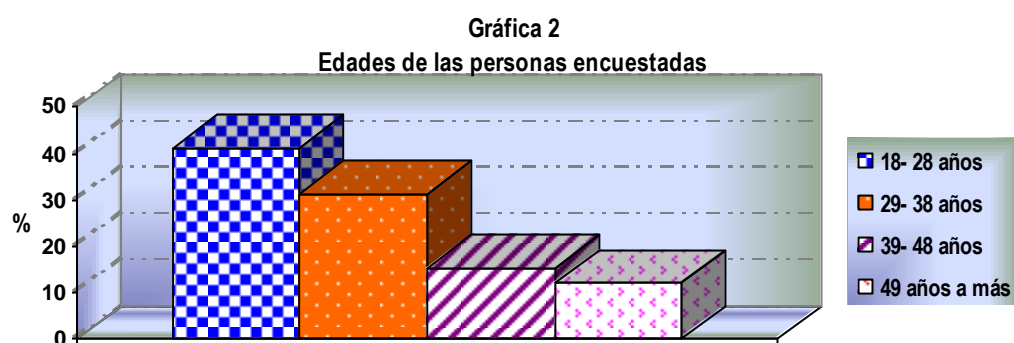 Gráfica 2
Edades de las personas encuestadas
50
40
30
%
20
10
0
18- 28 años
29- 38 años
39- 48 años
49 años a más